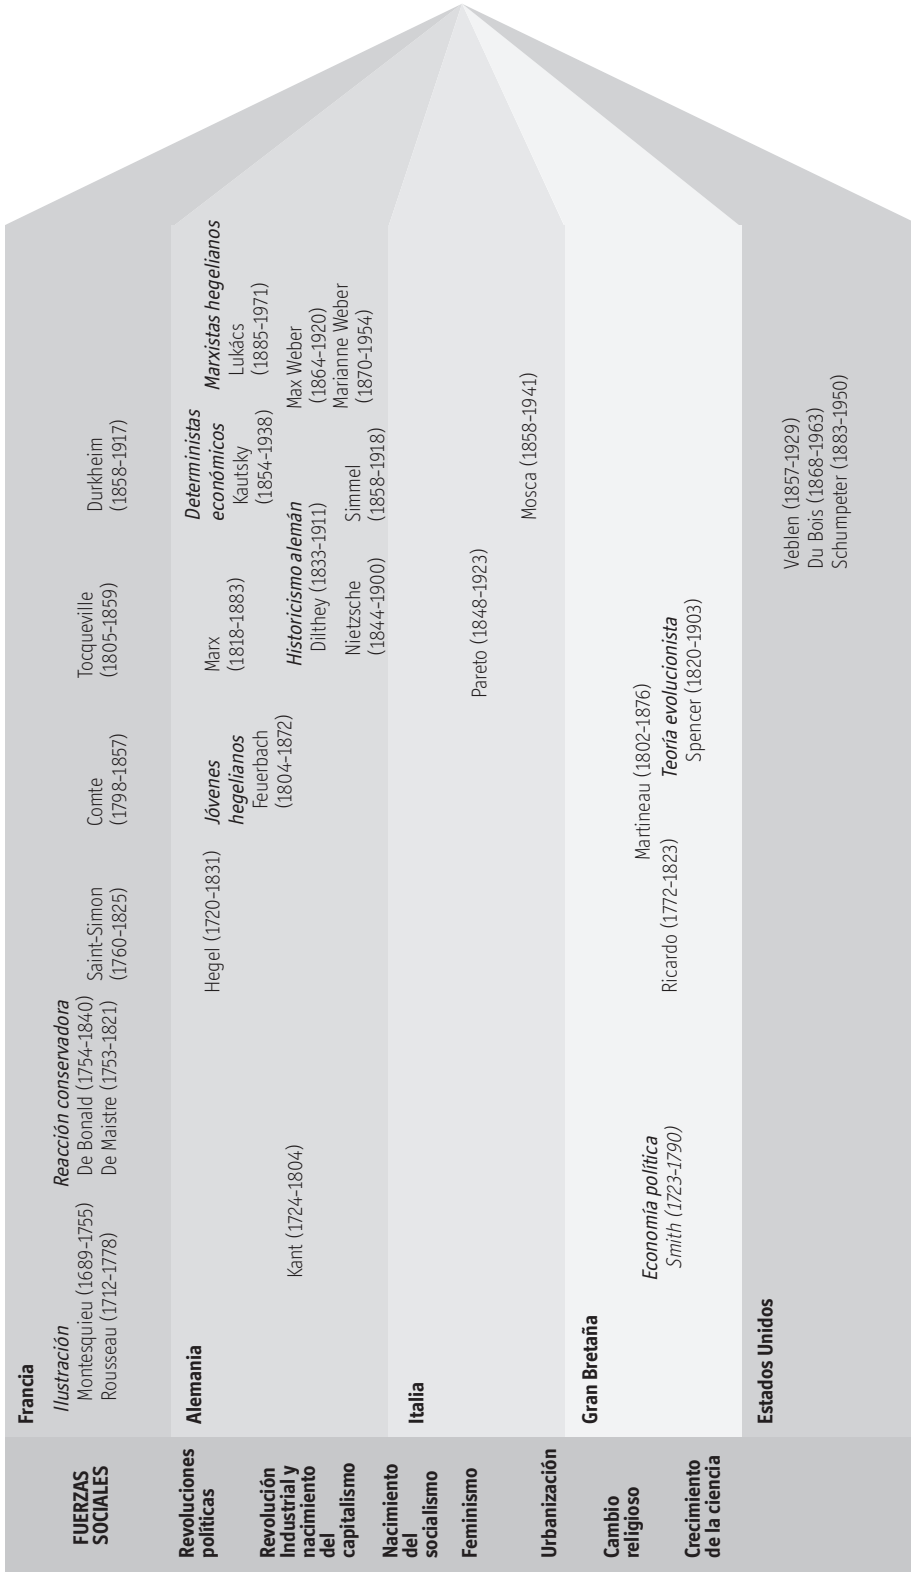 FUERZAS
SOCIALES
Revoluciones
políticas
Revolución
Industrial y
nacimiento
del
capitalismo
Nacimiento
del
socialismo
Feminismo
Urbanización
Cambio
religioso
Crecimiento
de la ciencia
Francia
Ilustración
Montesquieu (1689-1755)
Rousseau (1712-1778)
Reacción conservadora
De Bonald (1754-1840)
De Maistre (1753-1821)
Saint-Simon
(1760-1825)
Comte
(1798-1857)
Tocqueville
(1805-1859)
Durkheim
(1858-1917)
Alemania
Kant (1724-1804)
Hegel (1720-1831)
Jóvenes
hegelianos
Feuerbach
(1804-1872)
Marx
(1818-1883)
Historicismo alemán
Dilthey (1833-1911)
Nietzsche
(1844-1900)
Deterministas
económicos
Kautsky
(1854-1938)
Simmel
(1858-1918)
Marxistas hegelianos
Lukács
(1885-1971)
Max Weber
(1864-1920)
Marianne Weber
(1870-1954)
Italia
Pareto (1848-1923)
Mosca (1858-1941)
Gran Bretaña
Economía política
Smith (1723-1790)
Ricardo (1772-1823)
Martineau (1802-1876)
Teoría evolucionista
Spencer (1820-1903)
Estados Unidos
Veblen (1857-1929)
Du Bois (1868-1963)
Schumpeter (1883-1950)